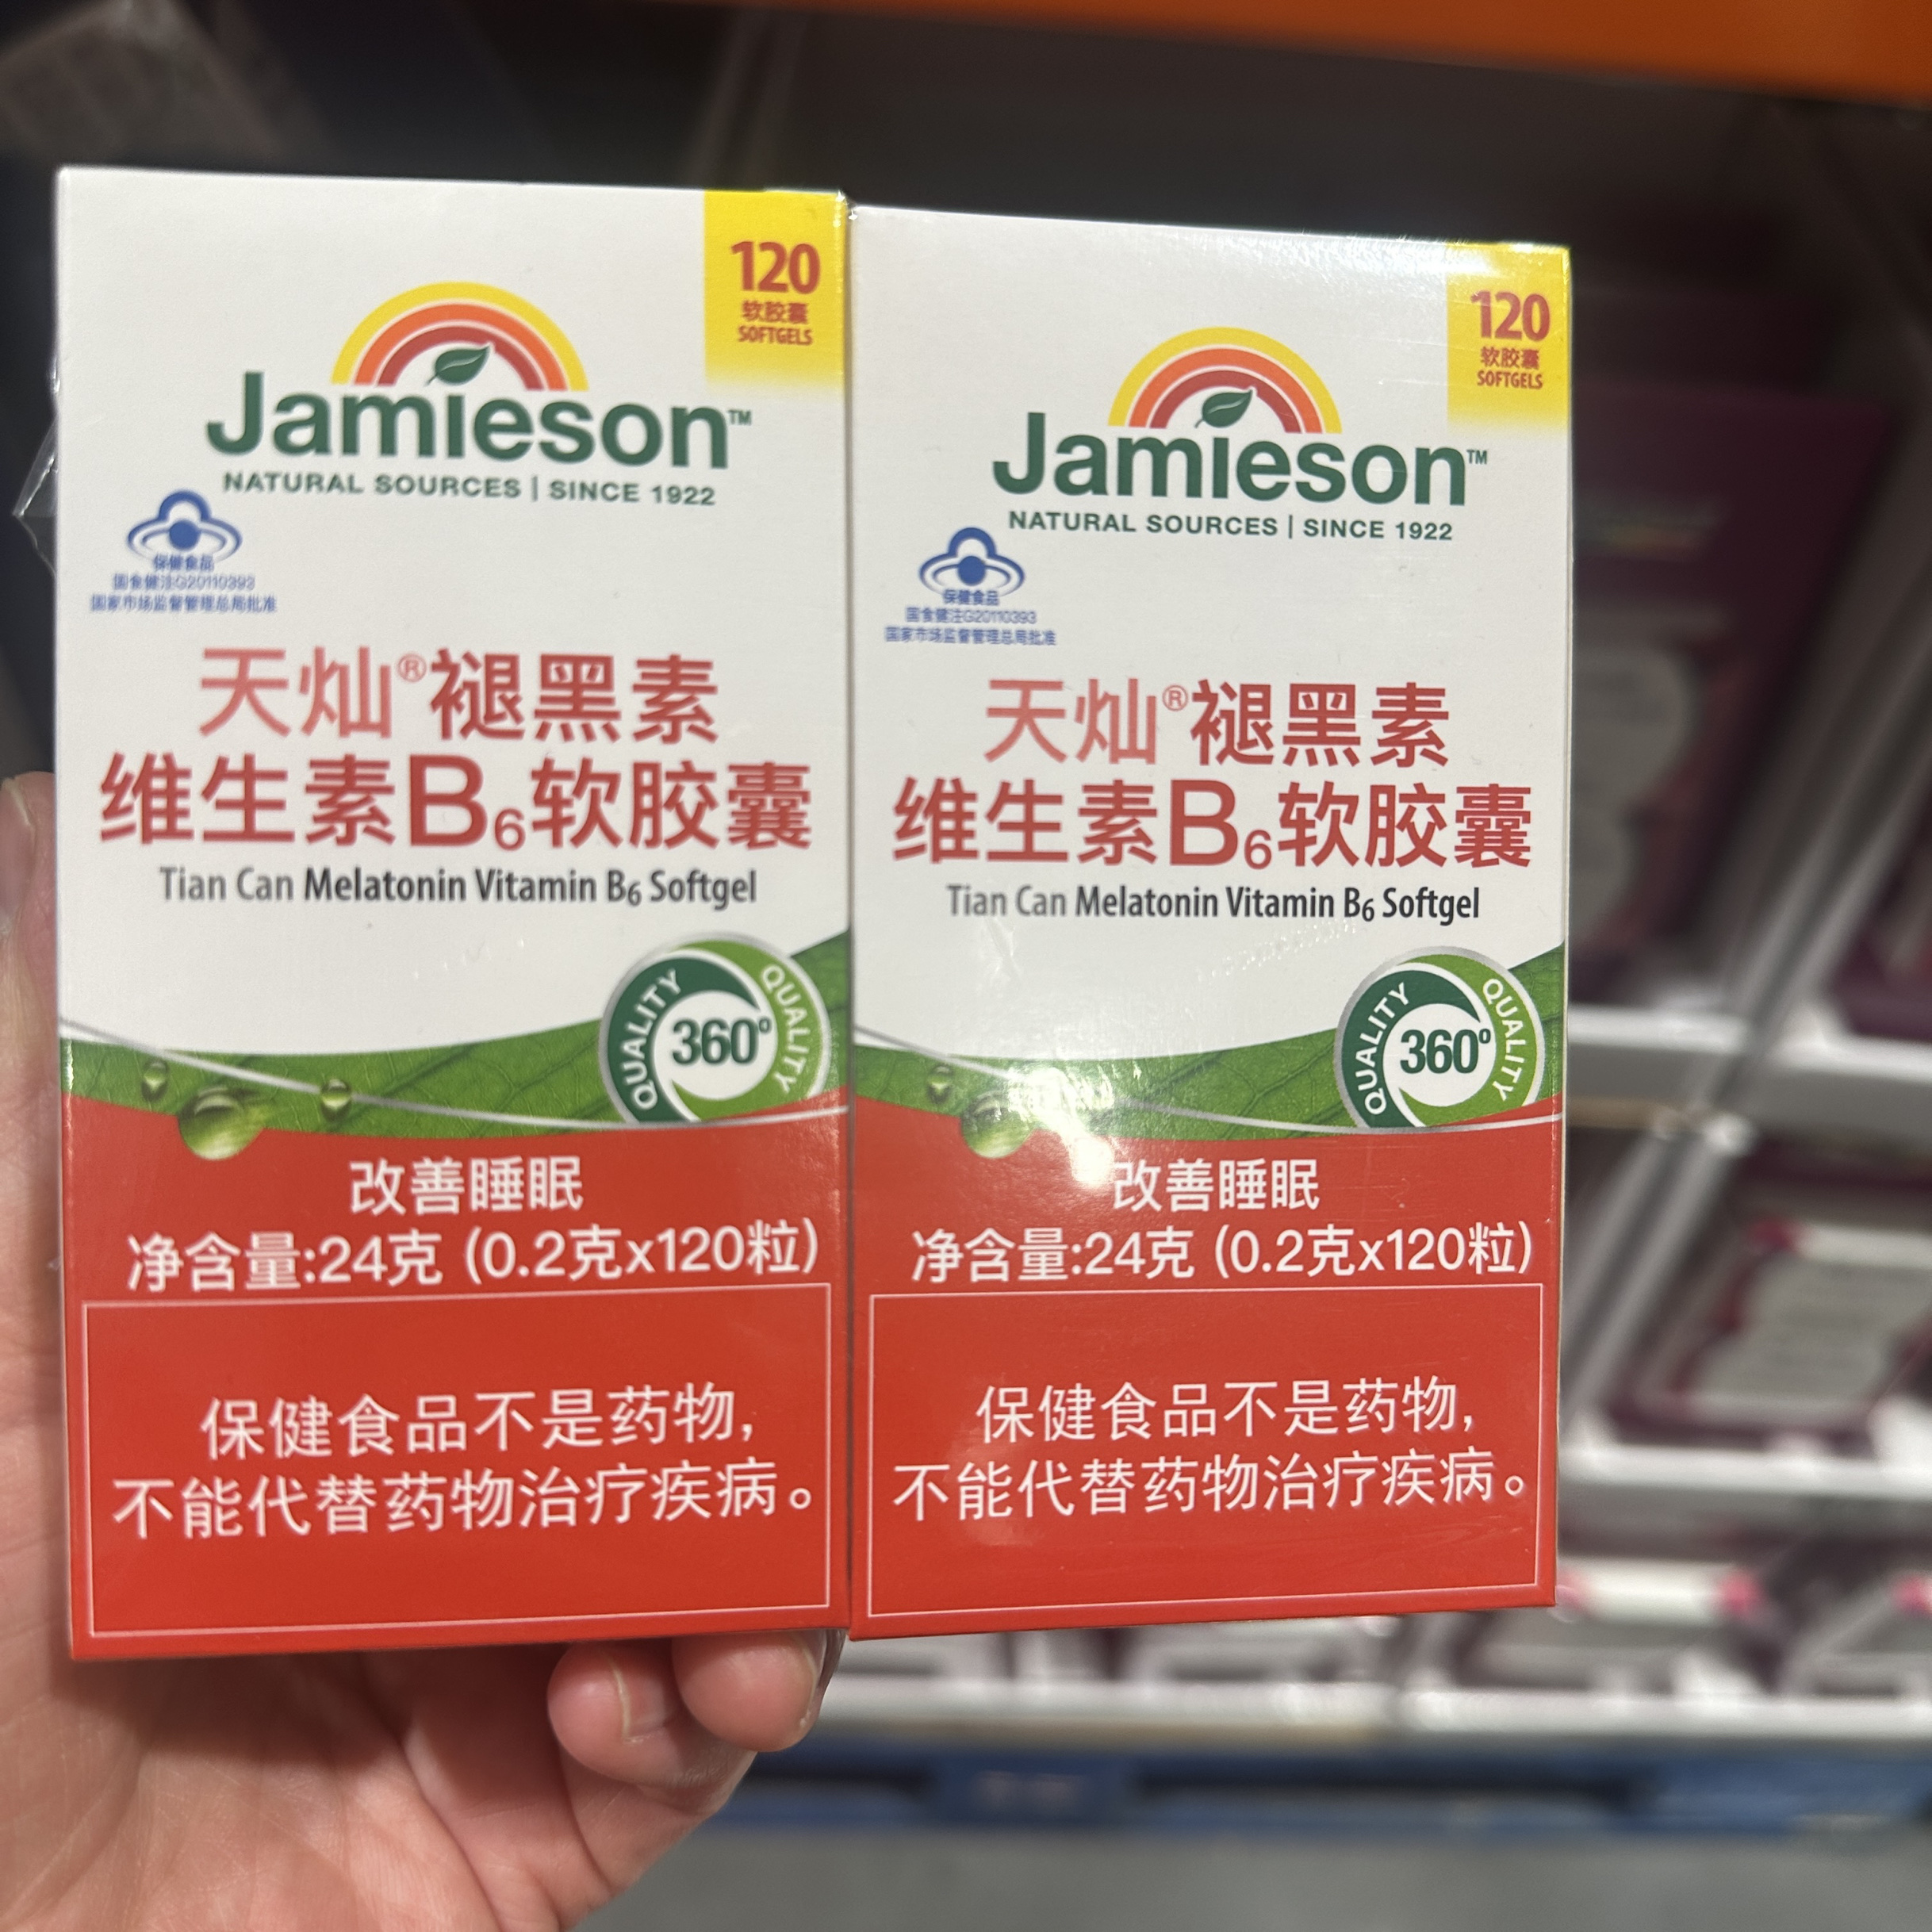 120
软胶囊
SOFTGELS
Jamieson™
NATURAL SOURCES | SINCE 1922
保健食品
国食健注G20110393
国家市场监督管理总局批准
天灿®褪黑素
维生素B₆软胶囊
Tian Can Melatonin Vitamin B₆ Softgel
QUALITY
360°
QUALITY
改善睡眠
净含量:24克 (0.2克x120粒)
保健食品不是药物,
不能代替药物治疗疾病。
120
软胶囊
SOFTGELS
Jamieson™
NATURAL SOURCES | SINCE 1922
保健食品
国食健注G20110393
国家市场监督管理总局批准
天灿®褪黑素
维生素B₆软胶囊
Tian Can Melatonin Vitamin B₆ Softgel
QUALITY
360°
QUALITY
改善睡眠
净含量:24克 (0.2克x120粒)
保健食品不是药物,
不能代替药物治疗疾病。